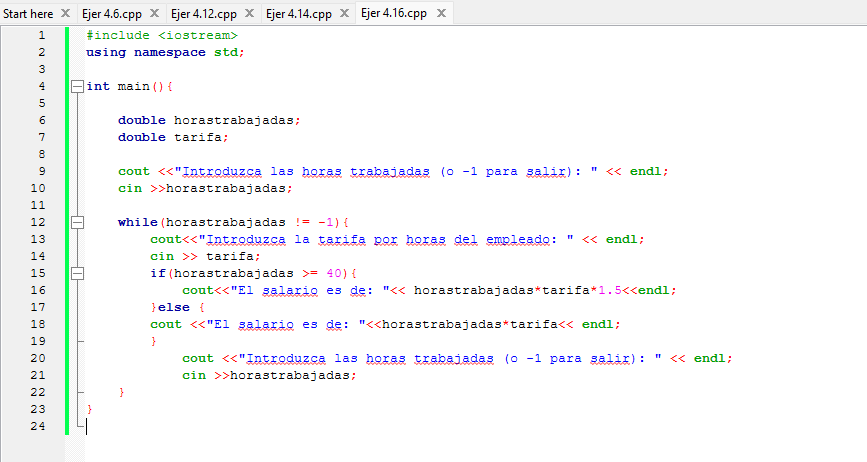 Start here X Ejer 4.6.cpp X Ejer 4.12.cpp X Ejer 4.14.cpp X Ejer 4.16.cpp X
1 #include <iostream>
2 using namespace std;
3
4 int main(){
5
6 double horastrabajadas;
7 double tarifa;
8
9 cout <<"Introduzca las horas trabajadas (o -1 para salir): " << endl;
10 cin >>horastrabajadas;
11
12 while(horastrabajadas != -1){
13 cout<<"Introduzca la tarifa por horas del empleado: " << endl;
14 cin >> tarifa;
15 if(horastrabajadas >= 40){
16 cout<<"El salario es de: "<< horastrabajadas*tarifa*1.5<<endl;
17 }else {
18 cout <<"El salario es de: "<<horastrabajadas*tarifa<< endl;
19 }
20 cout <<"Introduzca las horas trabajadas (o -1 para salir): " << endl;
21 cin >>horastrabajadas;
22 }
23 }
24